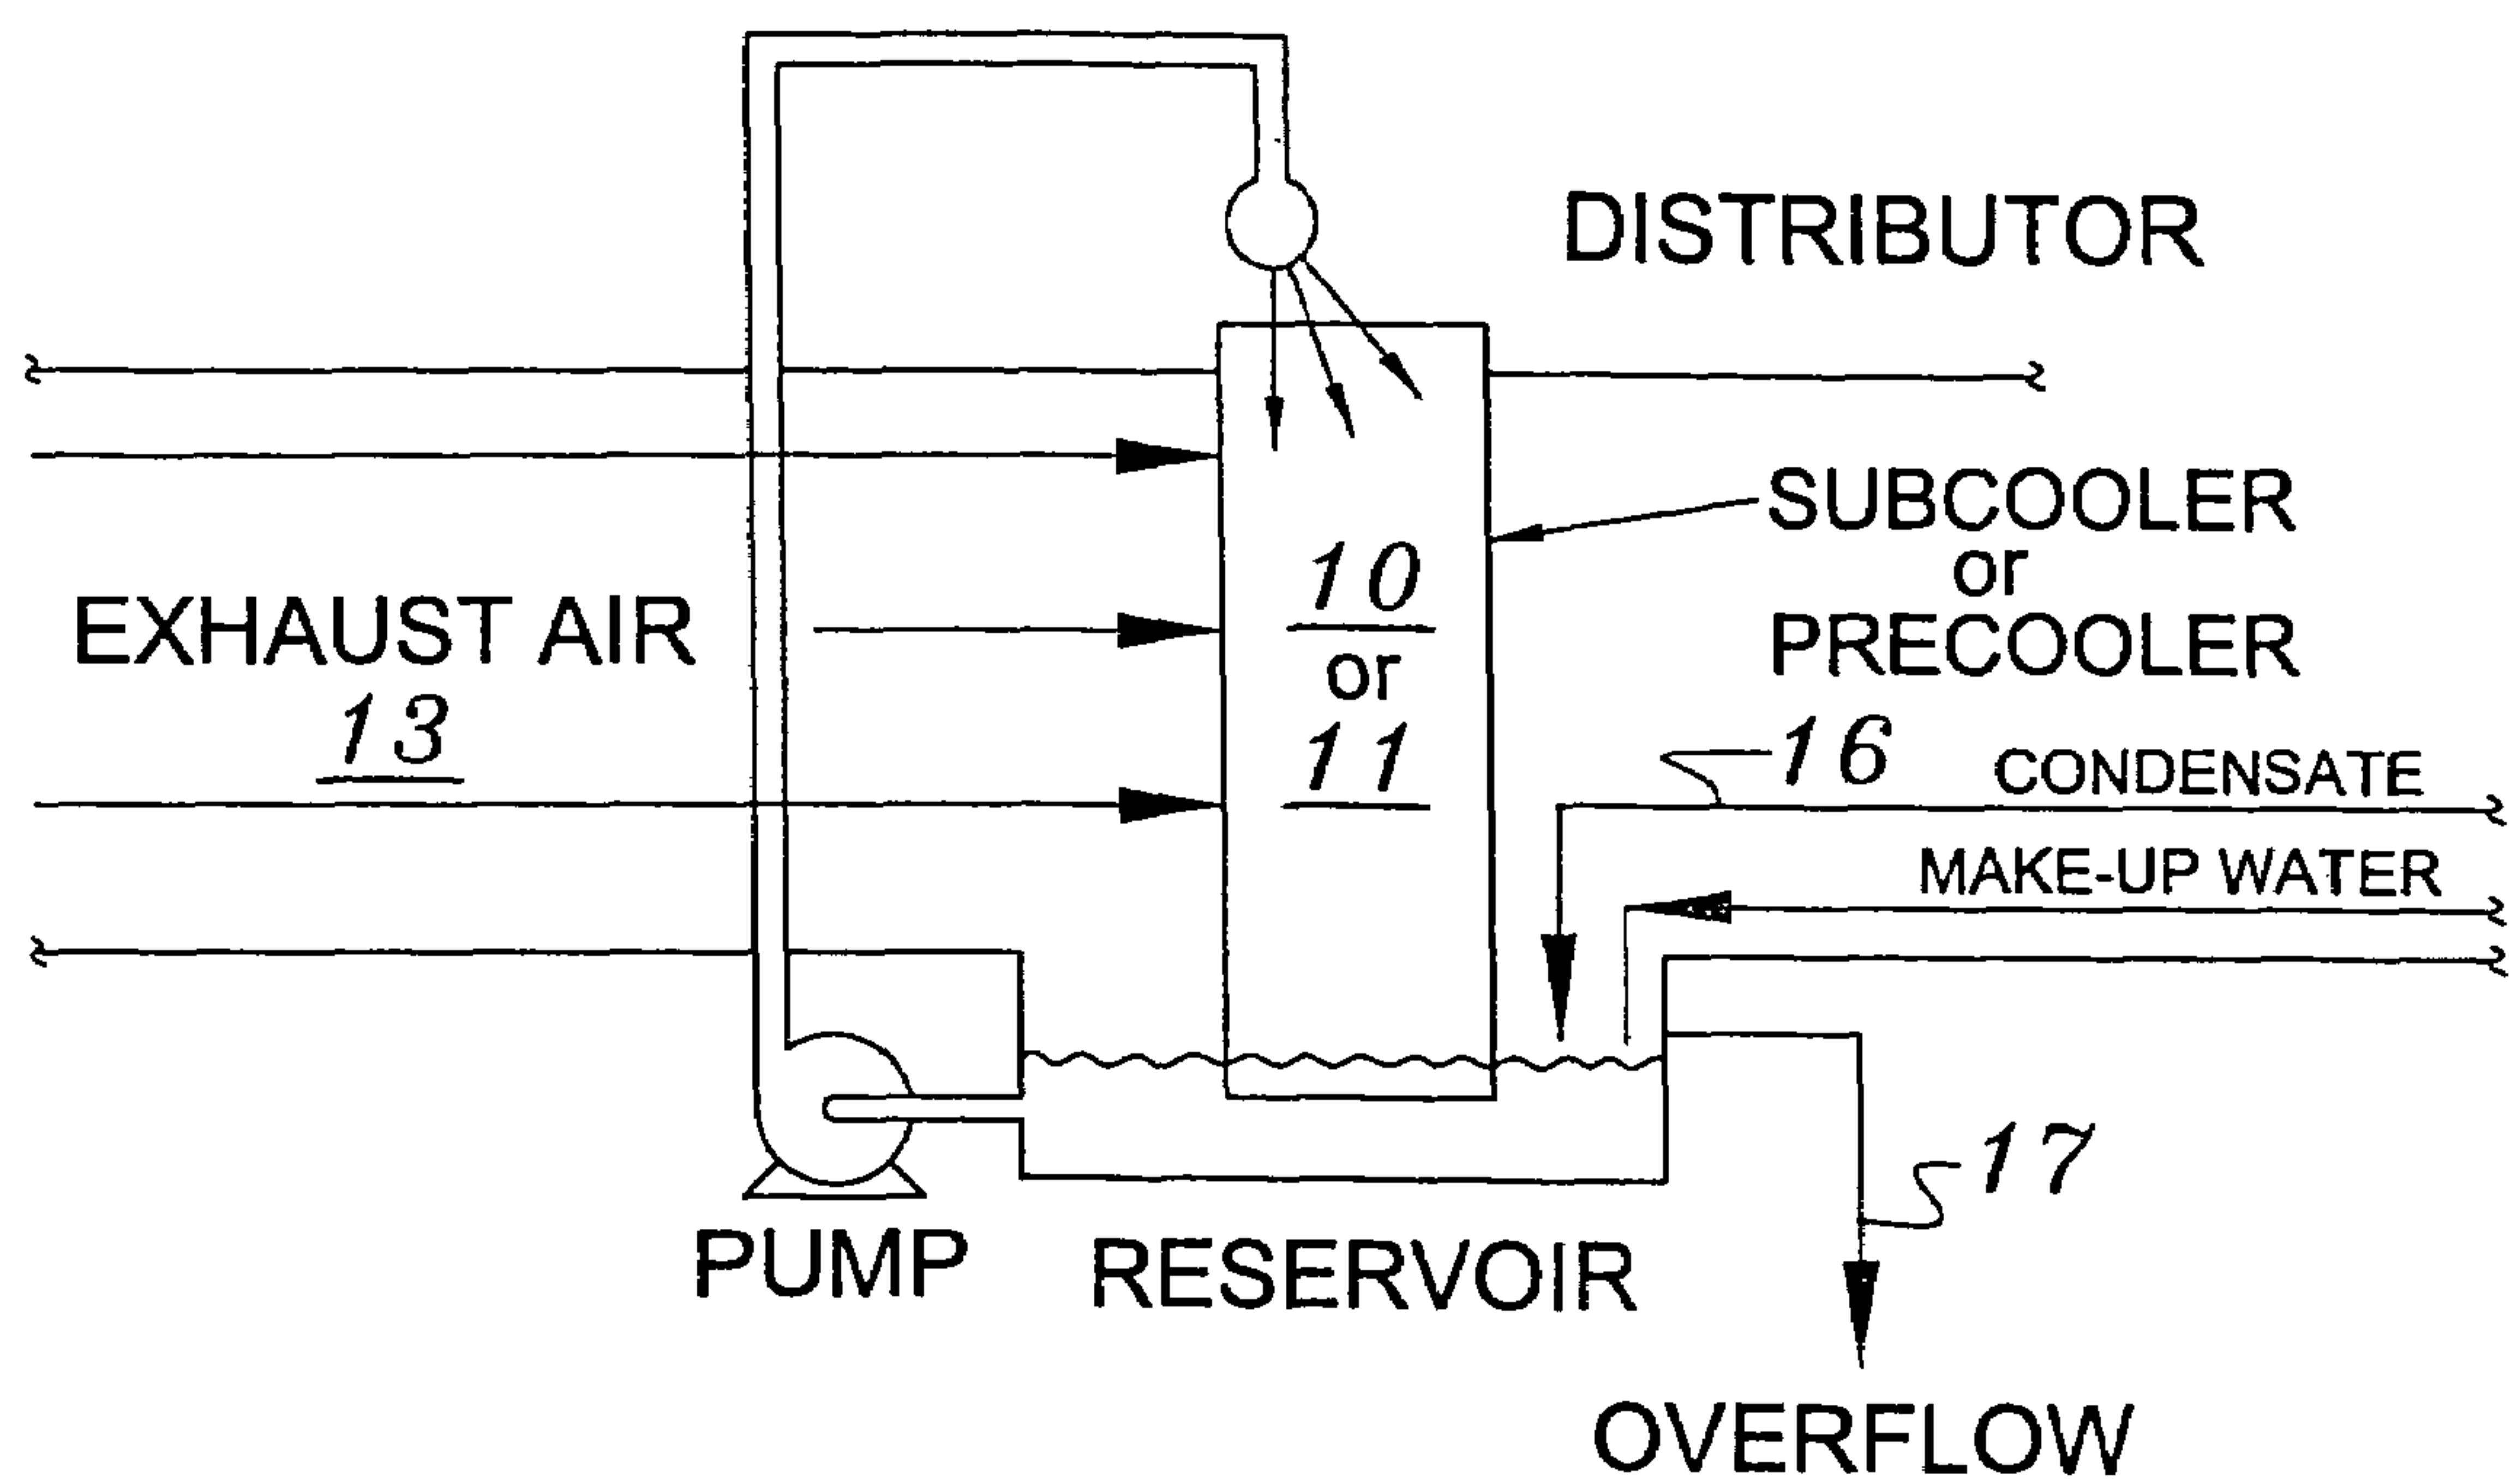 DISTRIBUTOR
SUBCOOLER
or
PRECOOLER
10
or
11
EXHAUST AIR
13
16
CONDENSATE
MAKE-UP WATER
17
PUMP
RESERVOIR
OVERFLOW